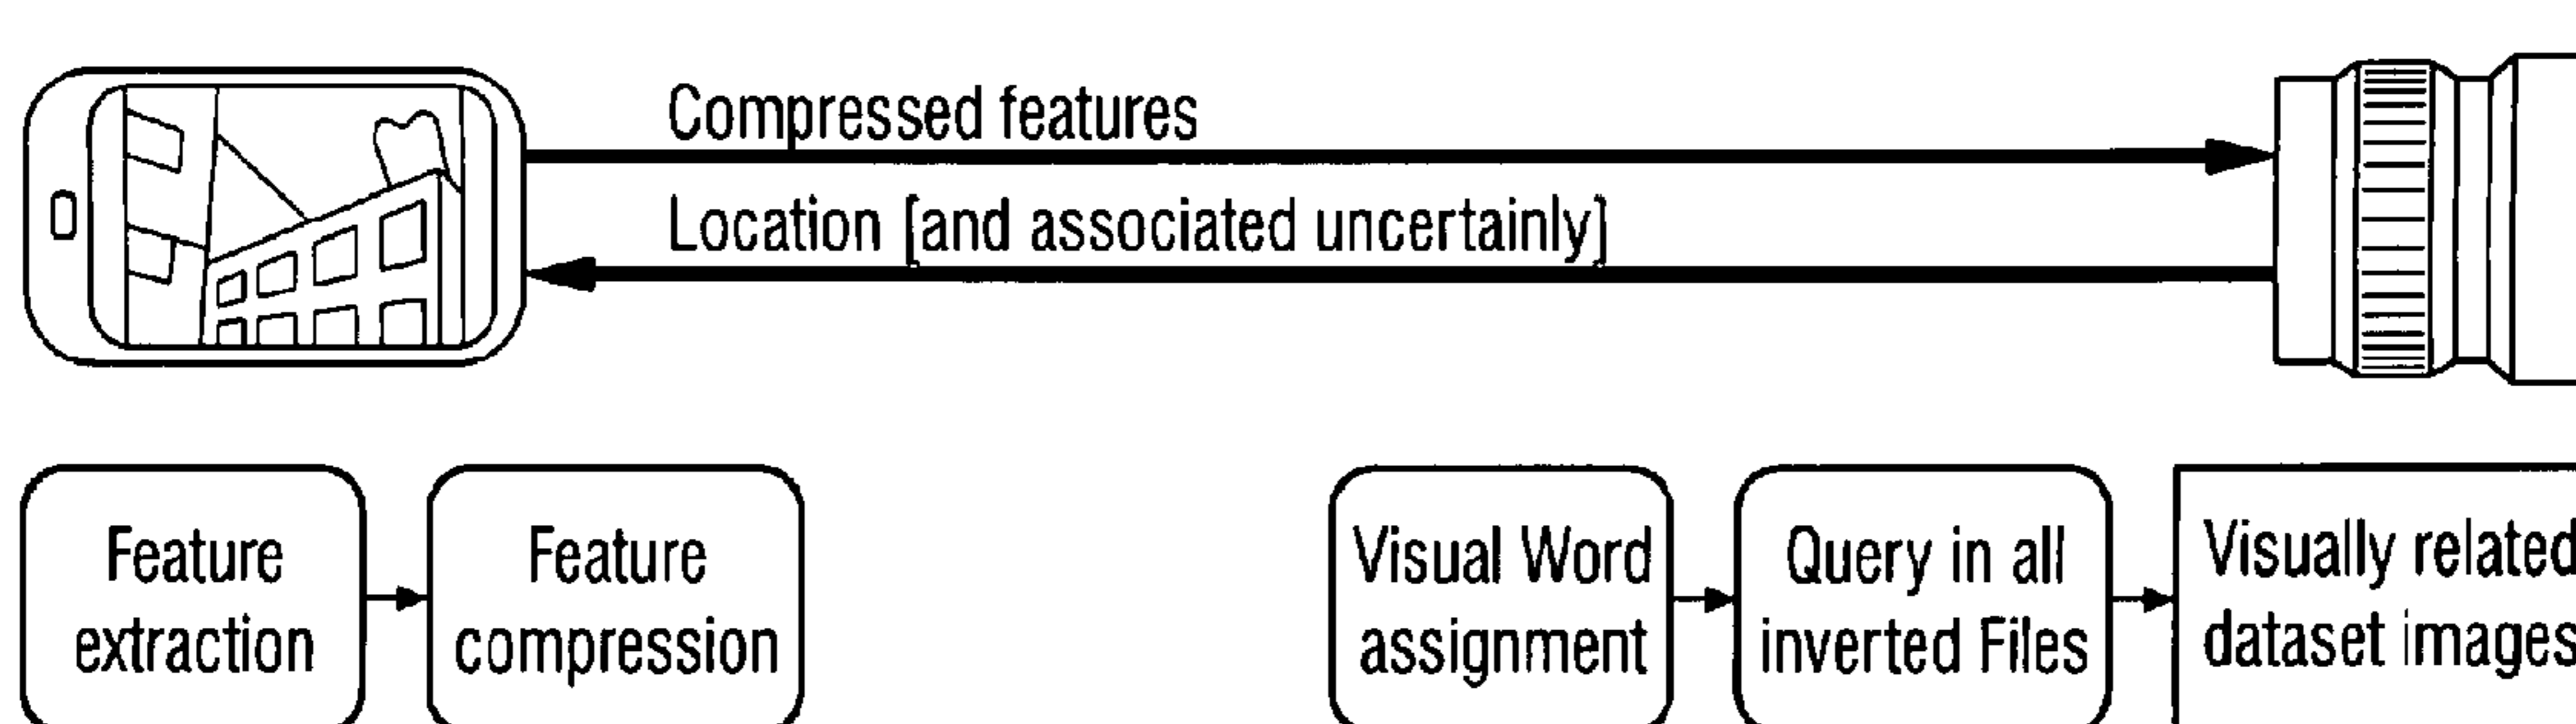 Compressed features
Location [and associated uncertainly]
Feature
extraction
Feature
compression
Visual Word
assignment
Query in all
inverted Files
Visually related
dataset images